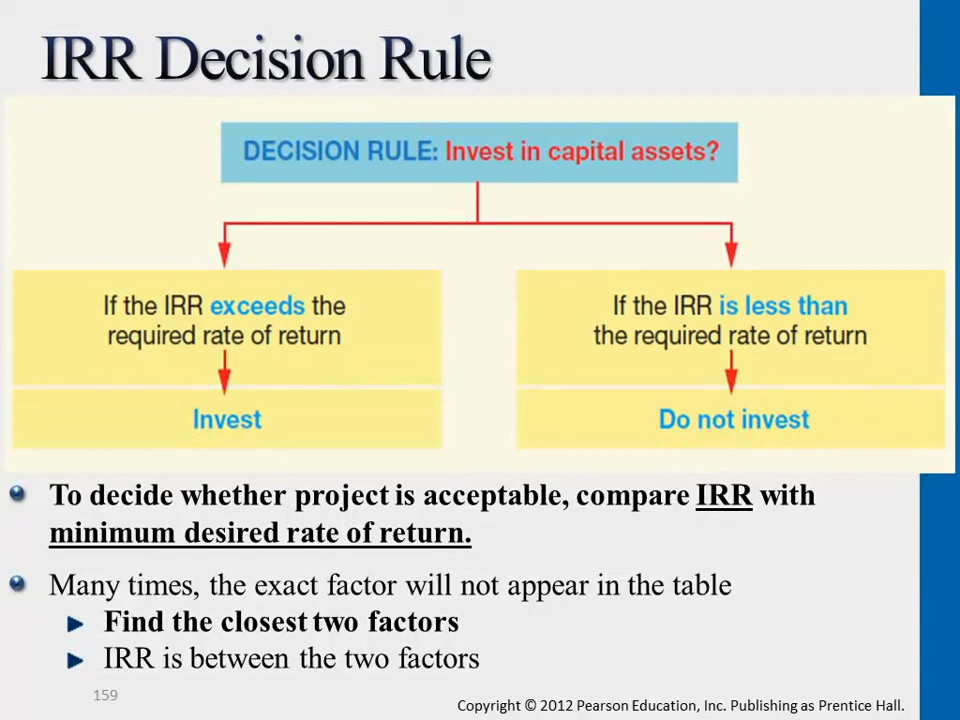 IRR Decision Rule
DECISION RULE: Invest in capital assets?
If the IRR exceeds the
required rate of return
Invest
If the IRR is less than
the required rate of return
Do not invest
To decide whether project is acceptable, compare IRR with
minimum desired rate of return.
Many times, the exact factor will not appear in the table
Find the closest two factors
IRR is between the two factors
159
Copyright © 2012 Pearson Education, Inc. Publishing as Prentice Hall.